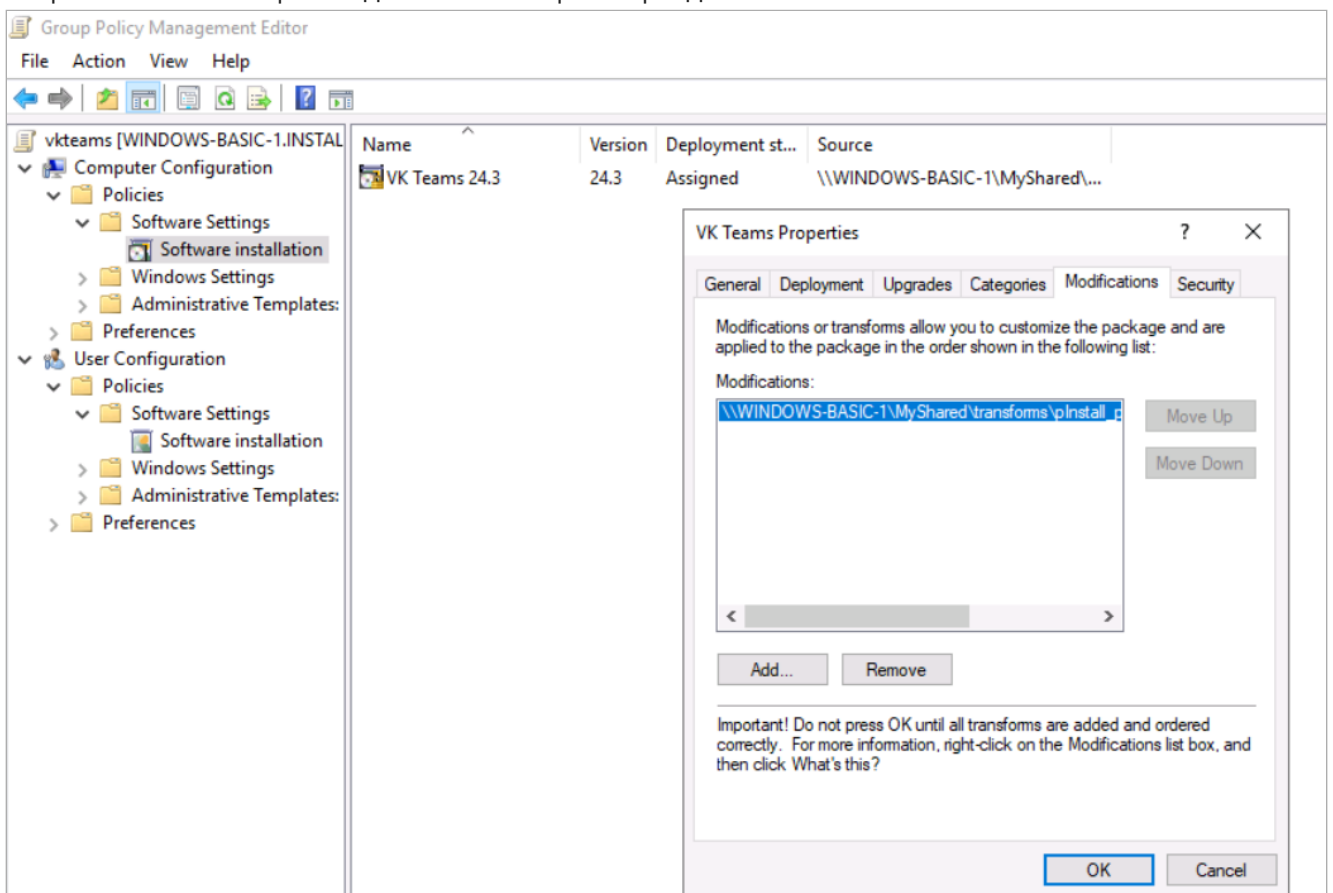 Group Policy Management Editor
File Action View Help
vkteams [WINDOWS-BASIC-1.INSTAL
Computer Configuration
Policies
Software Settings
Software installation
Windows Settings
Administrative Templates:
Preferences
User Configuration
Policies
Software Settings
Software installation
Windows Settings
Administrative Templates:
Preferences
Name Version Deployment st... Source
VK Teams 24.3 24.3 Assigned \\WINDOWS-BAS­IC-1\MyShared\...
VK Teams Properties ? X
General Deployment Upgrades Categories Modifications Security
Modifications or transforms allow you to customize the package and are
applied to the package in the order shown in the following list:
Modifications:
\\WINDOWS-BASIC-1\MyShared\transforms\pInstall_p
Move Up
Move Down
Add... Remove
Important! Do not press OK until all transforms are added and ordered
correctly. For more information, right-click on the Modifications list box, and
then click What's this?
OK Cancel